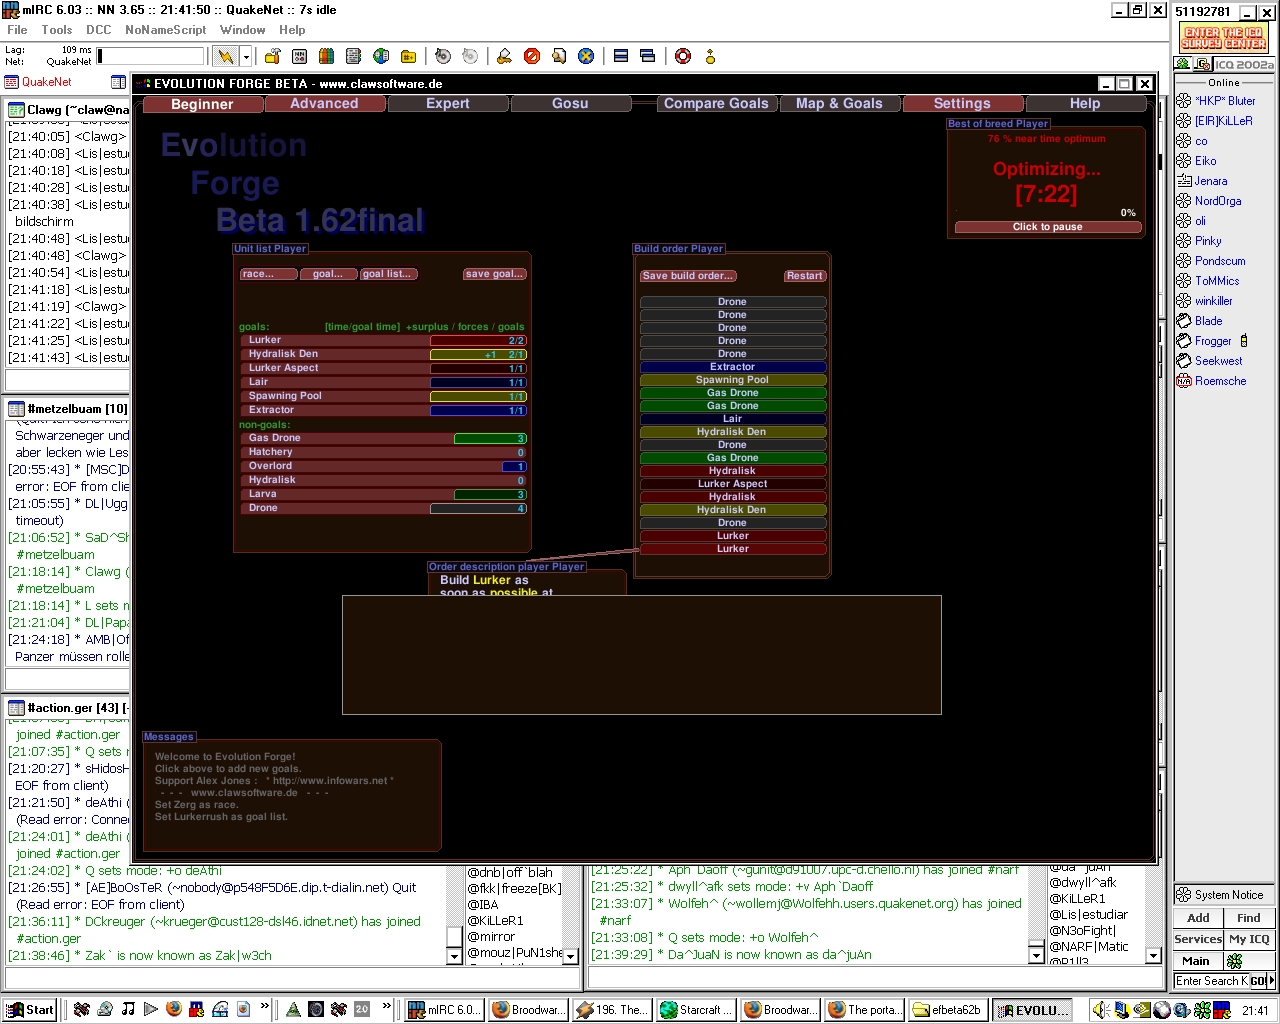 mIRC 6.03 :: NN 3.65 :: 21:41:50 :: QuakeNet :: 7s idle
File Tools DCC NoNameScript Window Help
Lag: 109 ms
Net: QuakeNet
QuakeNet
Clawg [~claw@na
[21:40:05] <Clawg>
[21:40:08] <Lis|estu
[21:40:18] <Lis|estu
[21:40:28] <Lis|estu
[21:40:38] <Lis|estu
bildschirm
[21:40:48] <Lis|estu
[21:40:48] <Clawg>
[21:40:54] <Lis|estu
[21:41:18] <Lis|estu
[21:41:19] <Clawg>
[21:41:22] <Lis|estu
[21:41:25] <Lis|estu
[21:41:43] <Lis|estu
#metzelbuam [10]
Schwarzeneger und
aber lecken wie Les
[20:55:43] * [MSC]D
error: EOF from clie
[21:05:55] * DL|Ugg
timeout)
[21:06:52] * SaD^Sh
#metzelbuam
[21:18:14] * Clawg (
#metzelbuam
[21:18:14] * L sets n
[21:21:04] * DL|Papa
[21:24:18] * AMB|Of
Panzer müssen rolle
#action.ger [43] [-
joined #action.ger
[21:07:35] * Q sets n
[21:20:27] * sHidosH
EOF from client)
[21:21:50] * deAthi (
(Read error: Conne
[21:24:01] * deAthi (
joined #action.ger
[21:24:02] * Q sets mode: +o deAthi
[21:26:55] * [AE]BoOsTeR (~nobody@p548F5D6E.dip.t-dialin.net) Quit
(Read error: EOF from client)
[21:36:11] * DCkreuger (~krueger@cust128-dsl46.idnet.net) has joined
#action.ger
[21:38:46] * Zak` is now known as Zak|w3ch
@dnb|off`blah
@fkk|freeze[BK]
@IBA
@KiLLeR1
@mirror
@mouz|PuN1she
[21:25:22] * Aph`Daoff (~gunit@d91007.upc-d.chello.nl) has joined #narf
[21:25:32] * dwyll^afk sets mode: +v Aph`Daoff
[21:33:07] * Wolfeh^ (~wollemj@Wolfehh.users.quakenet.org) has joined
#narf
[21:33:08] * Q sets mode: +o Wolfeh^
[21:39:29] * Da^JuaN is now known as da^juAn
@da^juAn
@dwyll^afk
@KiLLeR1
@Lis|estudiar
@N3oFight|
@NARF|Matic
EVOLUTION FORGE BETA - www.clawsoftware.de
Beginner Advanced Expert Gosu Compare Goals Map & Goals Settings Help
Evolution
Forge
Beta 1.62final
Best of breed Player
76 % near time optimum
Optimizing...
[7:22]
0%
Click to pause
Unit list Player
race... goal... goal list... save goal...
goals: [time/goal time] +surplus / forces / goals
Lurker 2/2
Hydralisk Den +1 2/1
Lurker Aspect 1/1
Lair 1/1
Spawning Pool 1/1
Extractor 1/1
non-goals:
Gas Drone 3
Hatchery 0
Overlord 1
Hydralisk 0
Larva 3
Drone 4
Build order Player
Save build order... Restart
Drone
Drone
Drone
Drone
Drone
Extractor
Spawning Pool
Gas Drone
Gas Drone
Lair
Hydralisk Den
Drone
Gas Drone
Hydralisk
Lurker Aspect
Hydralisk
Hydralisk Den
Drone
Lurker
Lurker
Order description player Player
Build Lurker as
soon as possible at
Messages
Welcome to Evolution Forge!
Click above to add new goals.
Support Alex Jones : * http://www.infowars.net *
- - - www.clawsoftware.de - - -
Set Zerg as race.
Set Lurkerrush as goal list.
51192781
ENTER THE ICQ
SURVEY CENTER
ICQ 2002a
Online
*HKP* Bluter
[ElR]KiLLeR
co
Eiko
Jenara
NordOrga
oli
Pinky
Pondscum
ToMMics
winkiller
Blade
Frogger
Seekwest
N/A Roemsche
System Notice
Add Find
Services My ICQ
Main
Enter Search K GO!
Start
2.0
mIRC 6.0... Broodwar... 196. The... Starcraft ... Broodwar... The porta... efbeta62b EVOLU...
21:41